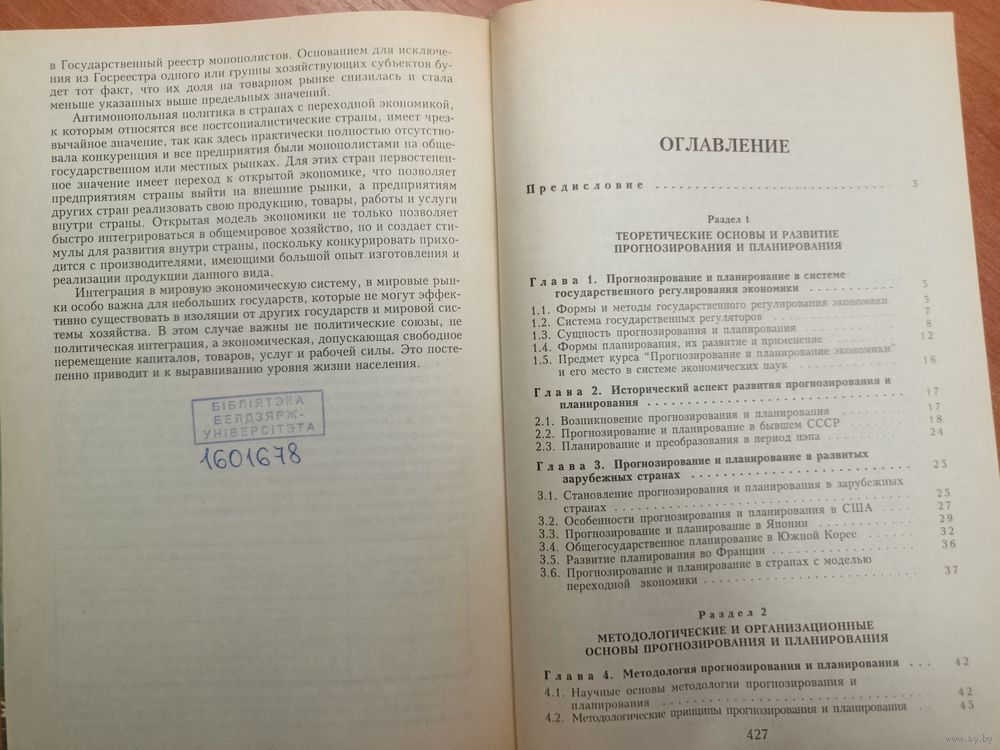 в Государственный реестр монополистов. Основанием для исключе-
ния из Госреестра одного или группы хозяйствующих субъектов бу-
дет тот факт, что их доля на товарном рынке снизилась и стала
меньше указанных выше предельных значений.
Антимонопольная политика в странах с переходной экономикой,
к которым относятся все постсоциалистические страны, имеет чрез-
вычайное значение, так как здесь практически полностью отсутство-
вала конкуренция и все предприятия были монополистами на обще-
государственном или местных рынках. Для этих стран первостепен-
ное значение имеет переход к открытой экономике, что позволяет
предприятиям страны выйти на внешние рынки, а предприятиям
других стран реализовать свою продукцию, товары, работы и услуги
внутри страны. Открытая модель экономики не только позволяет
быстро интегрироваться в общемировое хозяйство, но и создает сти-
мулы для развития внутри страны, поскольку конкурировать прихо-
дится с производителями, имеющими большой опыт изготовления и
реализации продукции данного вида.
Интеграция в мировую экономическую систему, в мировые рын-
ки особо важна для небольших государств, которые не могут эффек-
тивно существовать в изоляции от других государств и мировой сис-
темы хозяйства. В этом случае важны не политические союзы, не
политическая интеграция, а экономическая, допускающая свободное
перемещение капиталов, товаров, услуг и рабочей силы. Это посте-
пенно приводит и к выравниванию уровня жизни населения.
БІБЛІЯТЭКА
БЕЛДЗЯРЖ-
УНІВЕРСІТЭТА
1601678
ОГЛАВЛЕНИЕ
Предисловие . . . . . . . . . . . . . . . . . . . . 3
Раздел 1
ТЕОРЕТИЧЕСКИЕ ОСНОВЫ И РАЗВИТИЕ
ПРОГНОЗИРОВАНИЯ И ПЛАНИРОВАНИЯ
Глава 1. Прогнозирование и планирование в системе
государственного регулирования экономики . . . . . . . . 5
1.1. Формы и методы государственного регулирования экономики 5
1.2. Система государственных регуляторов . . . . . . . . . . 7
1.3. Сущность прогнозирования и планирования . . . . . . . . 8
1.4. Формы планирования, их развитие и применение . . . . . . 12
1.5. Предмет курса "Прогнозирование и планирование экономики"
и его место в системе экономических наук . . . . . . . . 16
Глава 2. Исторический аспект развития прогнозирования и
планирования . . . . . . . . . . . . . . . . . . 17
2.1. Возникновение прогнозирования и планирования . . . . . . 17
2.2. Прогнозирование и планирование в бывшем СССР . . . . . . 18
2.3. Планирование и преобразования в период нэпа . . . . . . 24
Глава 3. Прогнозирование и планирование в развитых
зарубежных странах . . . . . . . . . . . . . . . 25
3.1. Становление прогнозирования и планирования в зарубежных
странах . . . . . . . . . . . . . . . . . . . . 25
3.2. Особенности прогнозирования и планирования в США . . . . 27
3.3. Прогнозирование и планирование в Японии . . . . . . . . 29
3.4. Общегосударственное планирование в Южной Корее . . . . . 32
3.5. Развитие планирования во Франции . . . . . . . . . . . 36
3.6. Прогнозирование и планирование в странах с моделью
переходной экономики . . . . . . . . . . . . . . 37
Раздел 2
МЕТОДОЛОГИЧЕСКИЕ И ОРГАНИЗАЦИОННЫЕ
ОСНОВЫ ПРОГНОЗИРОВАНИЯ И ПЛАНИРОВАНИЯ
Глава 4. Методология прогнозирования и планирования . . . 42
4.1. Научные основы методологии прогнозирования и
планирования . . . . . . . . . . . . . . . . . . 42
4.2. Методологические принципы прогнозирования и планирования . . . 45
427
www.ay.by